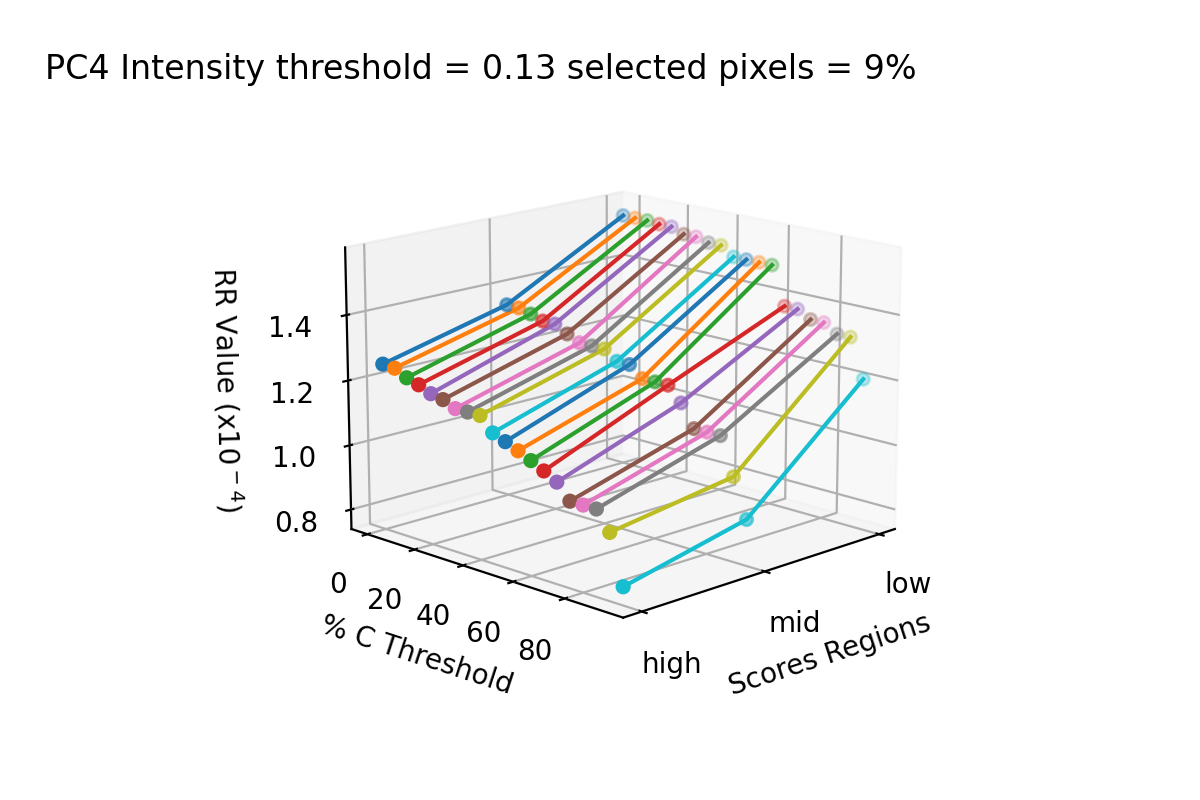 PC4 Intensity threshold = 0.13 selected pixels = 9%
RR Value (x10⁻⁴)
1.4
1.2
1.0
0.8
0
20
40
60
80
% C Threshold
high
mid
low
Scores Regions